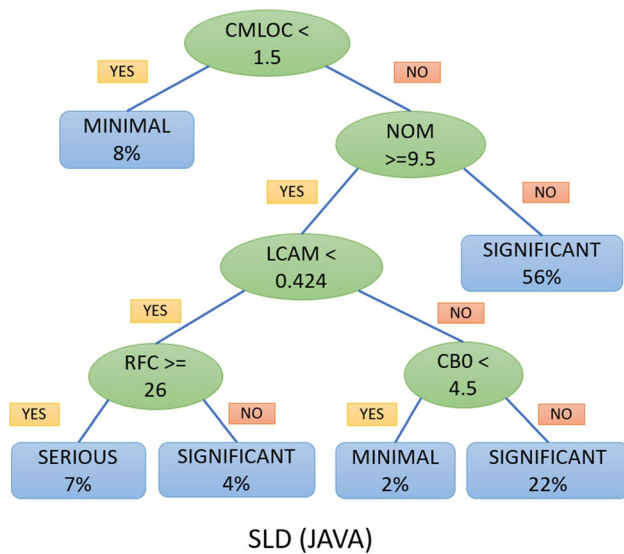 CMLOC <
1.5
YES
NO
MINIMAL
8%
NOM
>=9.5
YES
NO
LCAM <
0.424
SIGNIFICANT
56%
YES
NO
RFC >=
26
CB0 <
4.5
YES
NO
YES
NO
SERIOUS
7%
SIGNIFICANT
4%
MINIMAL
2%
SIGNIFICANT
22%
SLD (JAVA)